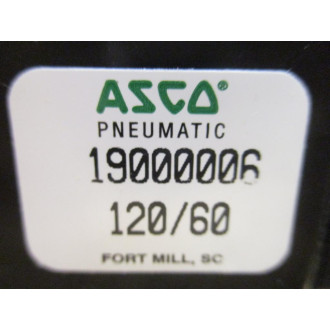 ASCO®
PNEUMATIC
19000006
120/60
FORT MILL, SC